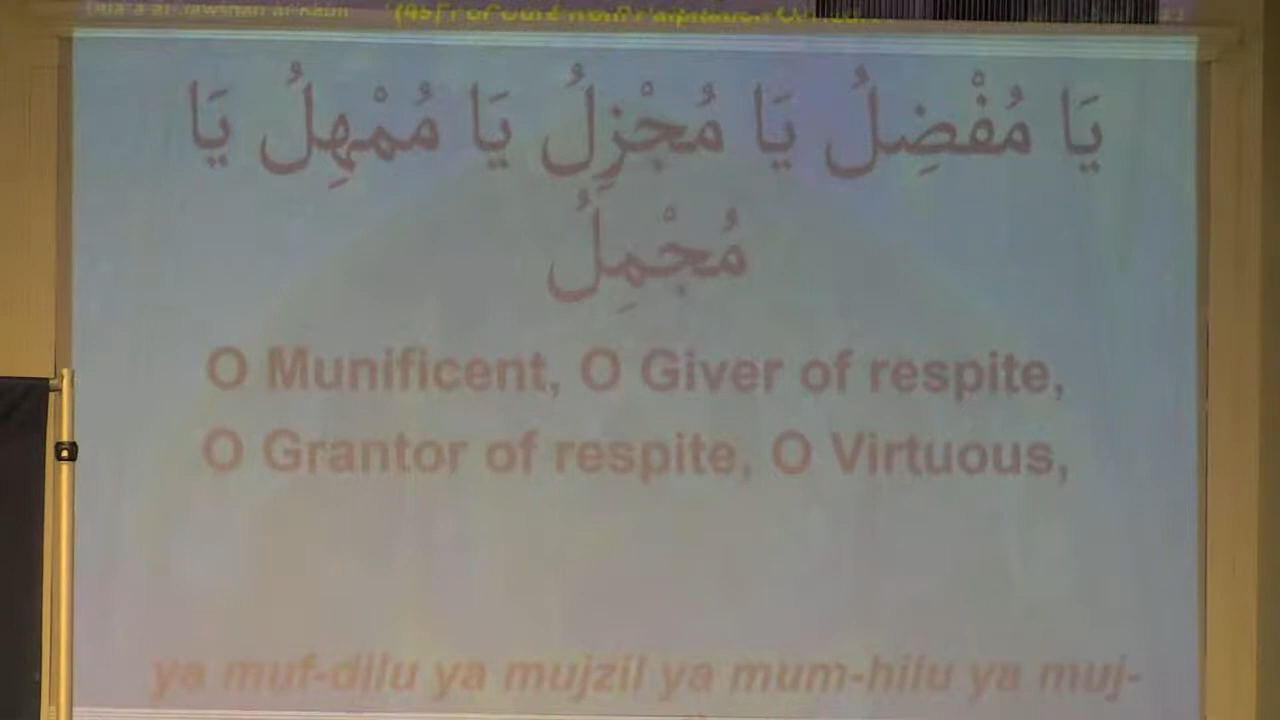 يَا مُفْضِلُ يَا مُجْزِلُ يَا مُمْهِلُ يَا
مُجْمِلُ
O Munificent, O Giver of respite,
O Grantor of respite, O Virtuous,
ya muf-dilu ya mujzil ya mum-hilu ya muj-